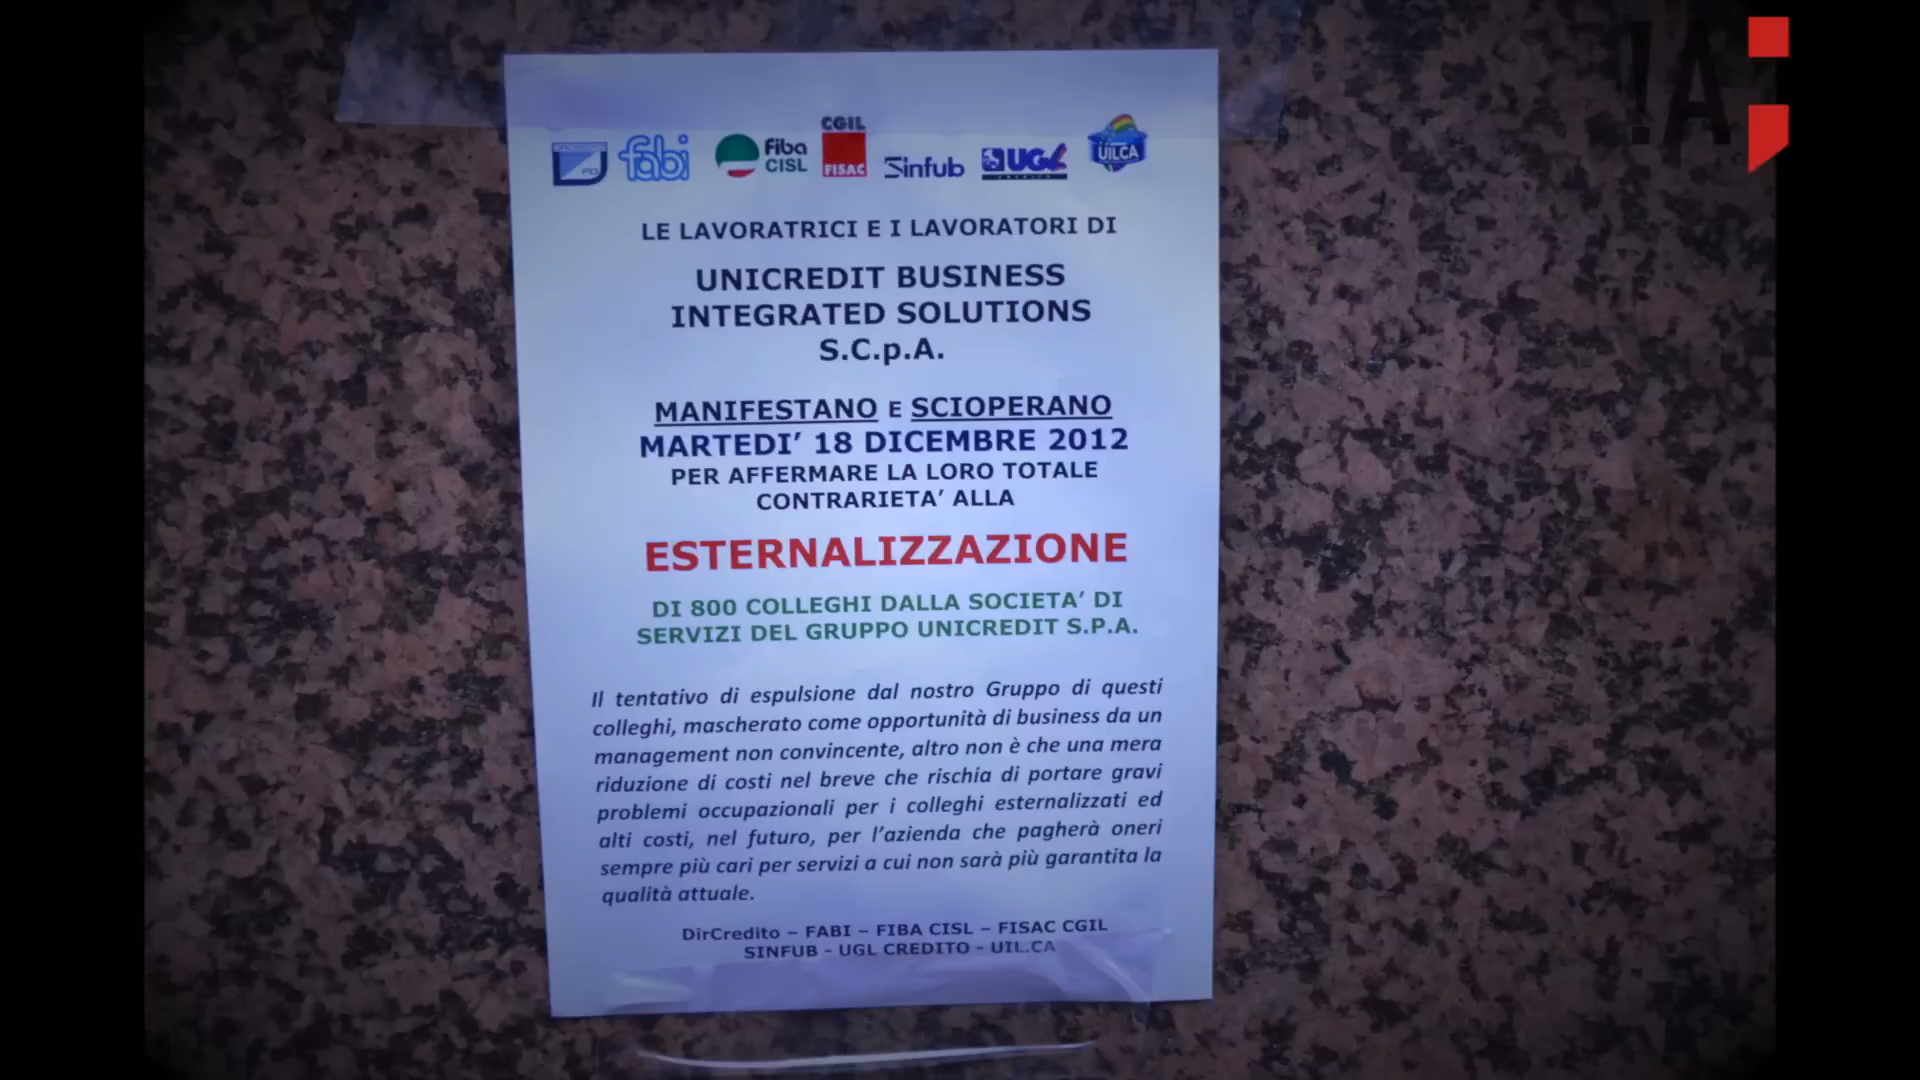 !A
CGIL
fabi
Fiba
CISL
FISAC
Sinfub
UGL
UILCA
LE LAVORATRICI E I LAVORATORI DI
UNICREDIT BUSINESS
INTEGRATED SOLUTIONS
S.C.p.A.
MANIFESTANO E SCIOPERANO
MARTEDI’ 18 DICEMBRE 2012
PER AFFERMARE LA LORO TOTALE
CONTRARIETA’ ALLA
ESTERNALIZZAZIONE
DI 800 COLLEGHI DALLA SOCIETA’ DI
SERVIZI DEL GRUPPO UNICREDIT S.P.A.
Il tentativo di espulsione dal nostro Gruppo di questi
colleghi, mascherato come opportunità di business da un
management non convincente, altro non è che una mera
riduzione di costi nel breve che rischia di portare gravi
problemi occupazionali per i colleghi esternalizzati ed
alti costi, nel futuro, per l’azienda che pagherà oneri
sempre più cari per servizi a cui non sarà più garantita la
qualità attuale.
DirCredito – FABI – FIBA CISL – FISAC CGIL
SINFUB - UGL CREDITO - UIL.CA